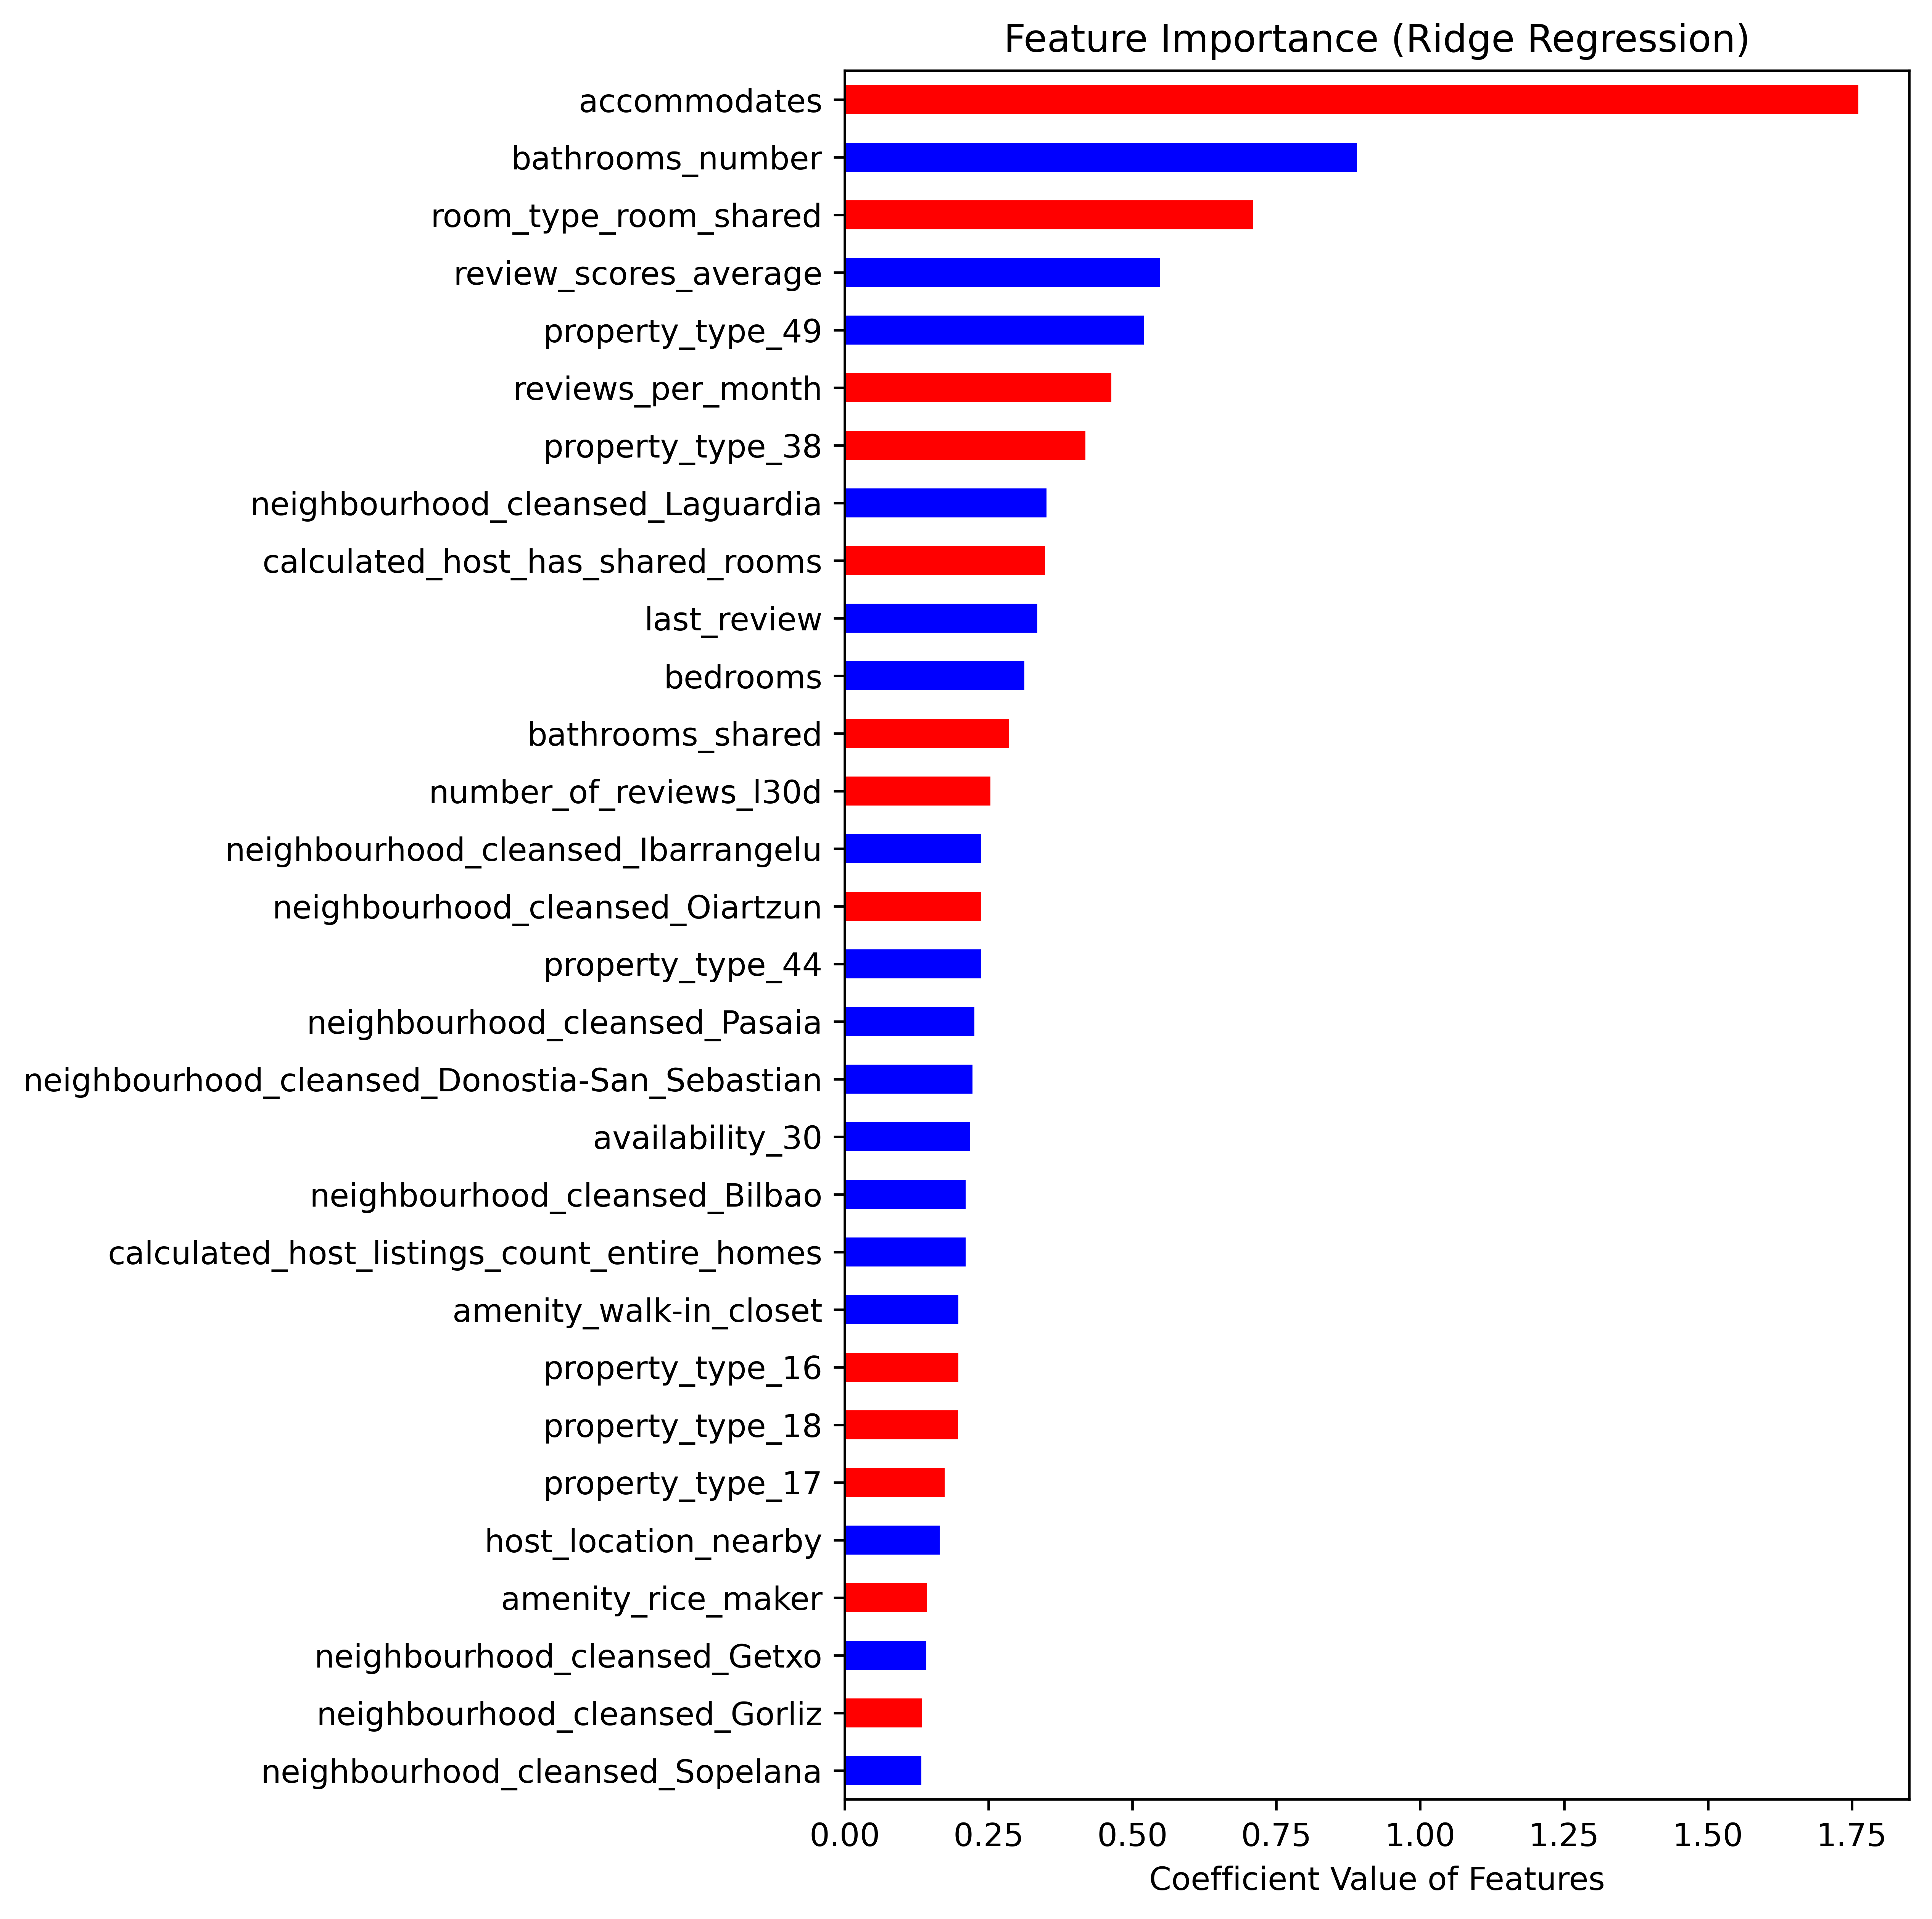 Feature Importance (Ridge Regression)
accommodates
bathrooms_number
room_type_room_shared
review_scores_average
property_type_49
reviews_per_month
property_type_38
neighbourhood_cleansed_Laguardia
calculated_host_has_shared_rooms
last_review
bedrooms
bathrooms_shared
number_of_reviews_l30d
neighbourhood_cleansed_Ibarrangelu
neighbourhood_cleansed_Oiartzun
property_type_44
neighbourhood_cleansed_Pasaia
neighbourhood_cleansed_Donostia-San_Sebastian
availability_30
neighbourhood_cleansed_Bilbao
calculated_host_listings_count_entire_homes
amenity_walk-in_closet
property_type_16
property_type_18
property_type_17
host_location_nearby
amenity_rice_maker
neighbourhood_cleansed_Getxo
neighbourhood_cleansed_Gorliz
neighbourhood_cleansed_Sopelana
0.00 0.25 0.50 0.75 1.00 1.25 1.50 1.75
Coefficient Value of Features